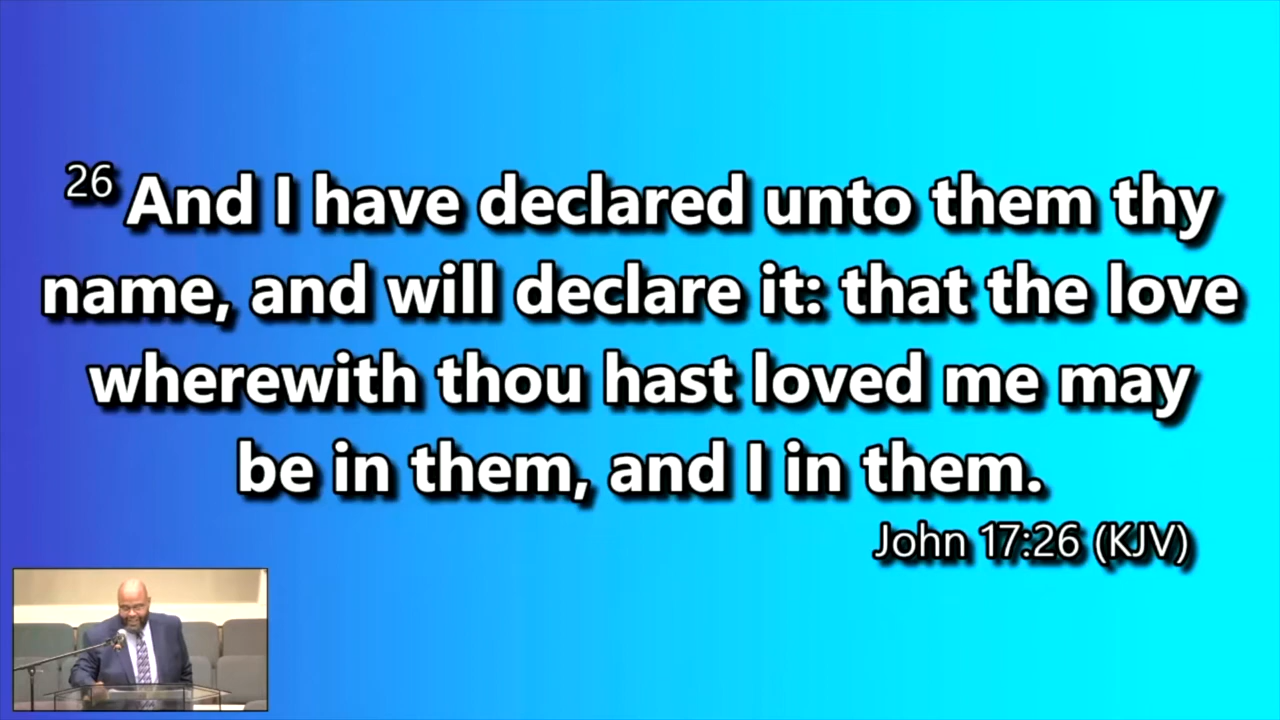 26 And I have declared unto them thy
name, and will declare it: that the love
wherewith thou hast loved me may
be in them, and I in them.
John 17:26 (KJV)